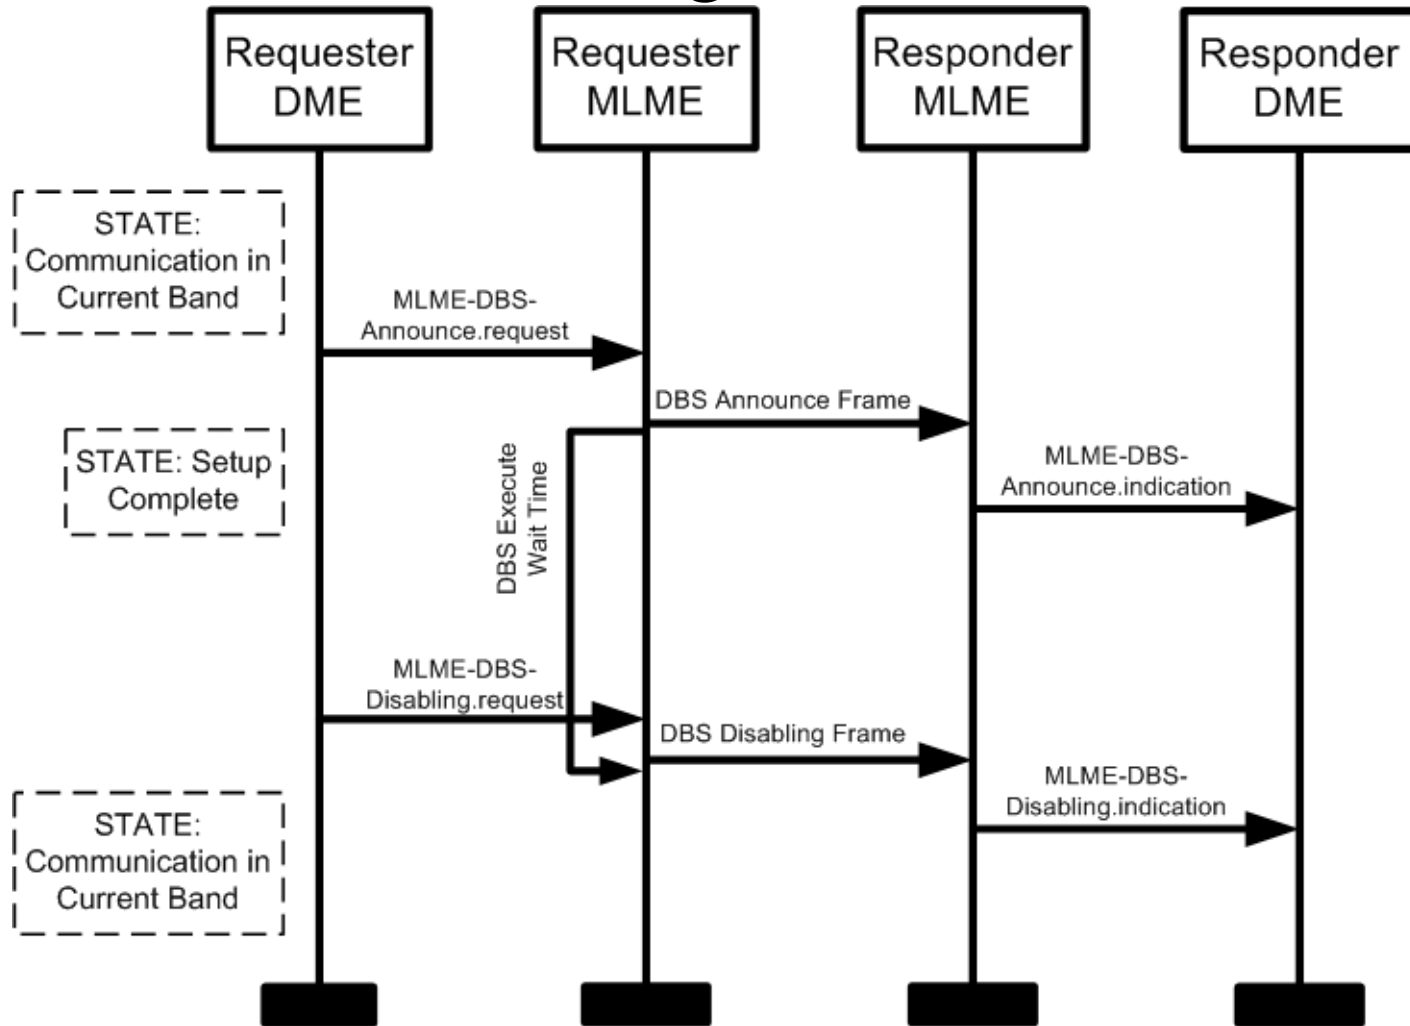 Requester
DME
Requester
MLME
Responder
MLME
Responder
DME
STATE:
Communication in
Current Band
MLME-DBS-
Announce.request
DBS Announce Frame
STATE: Setup
Complete
DBS Execute
Wait Time
MLME-DBS-
Announce.indication
MLME-DBS-
Disabling.request
DBS Disabling Frame
MLME-DBS-
Disabling.indication
STATE:
Communication in
Current Band